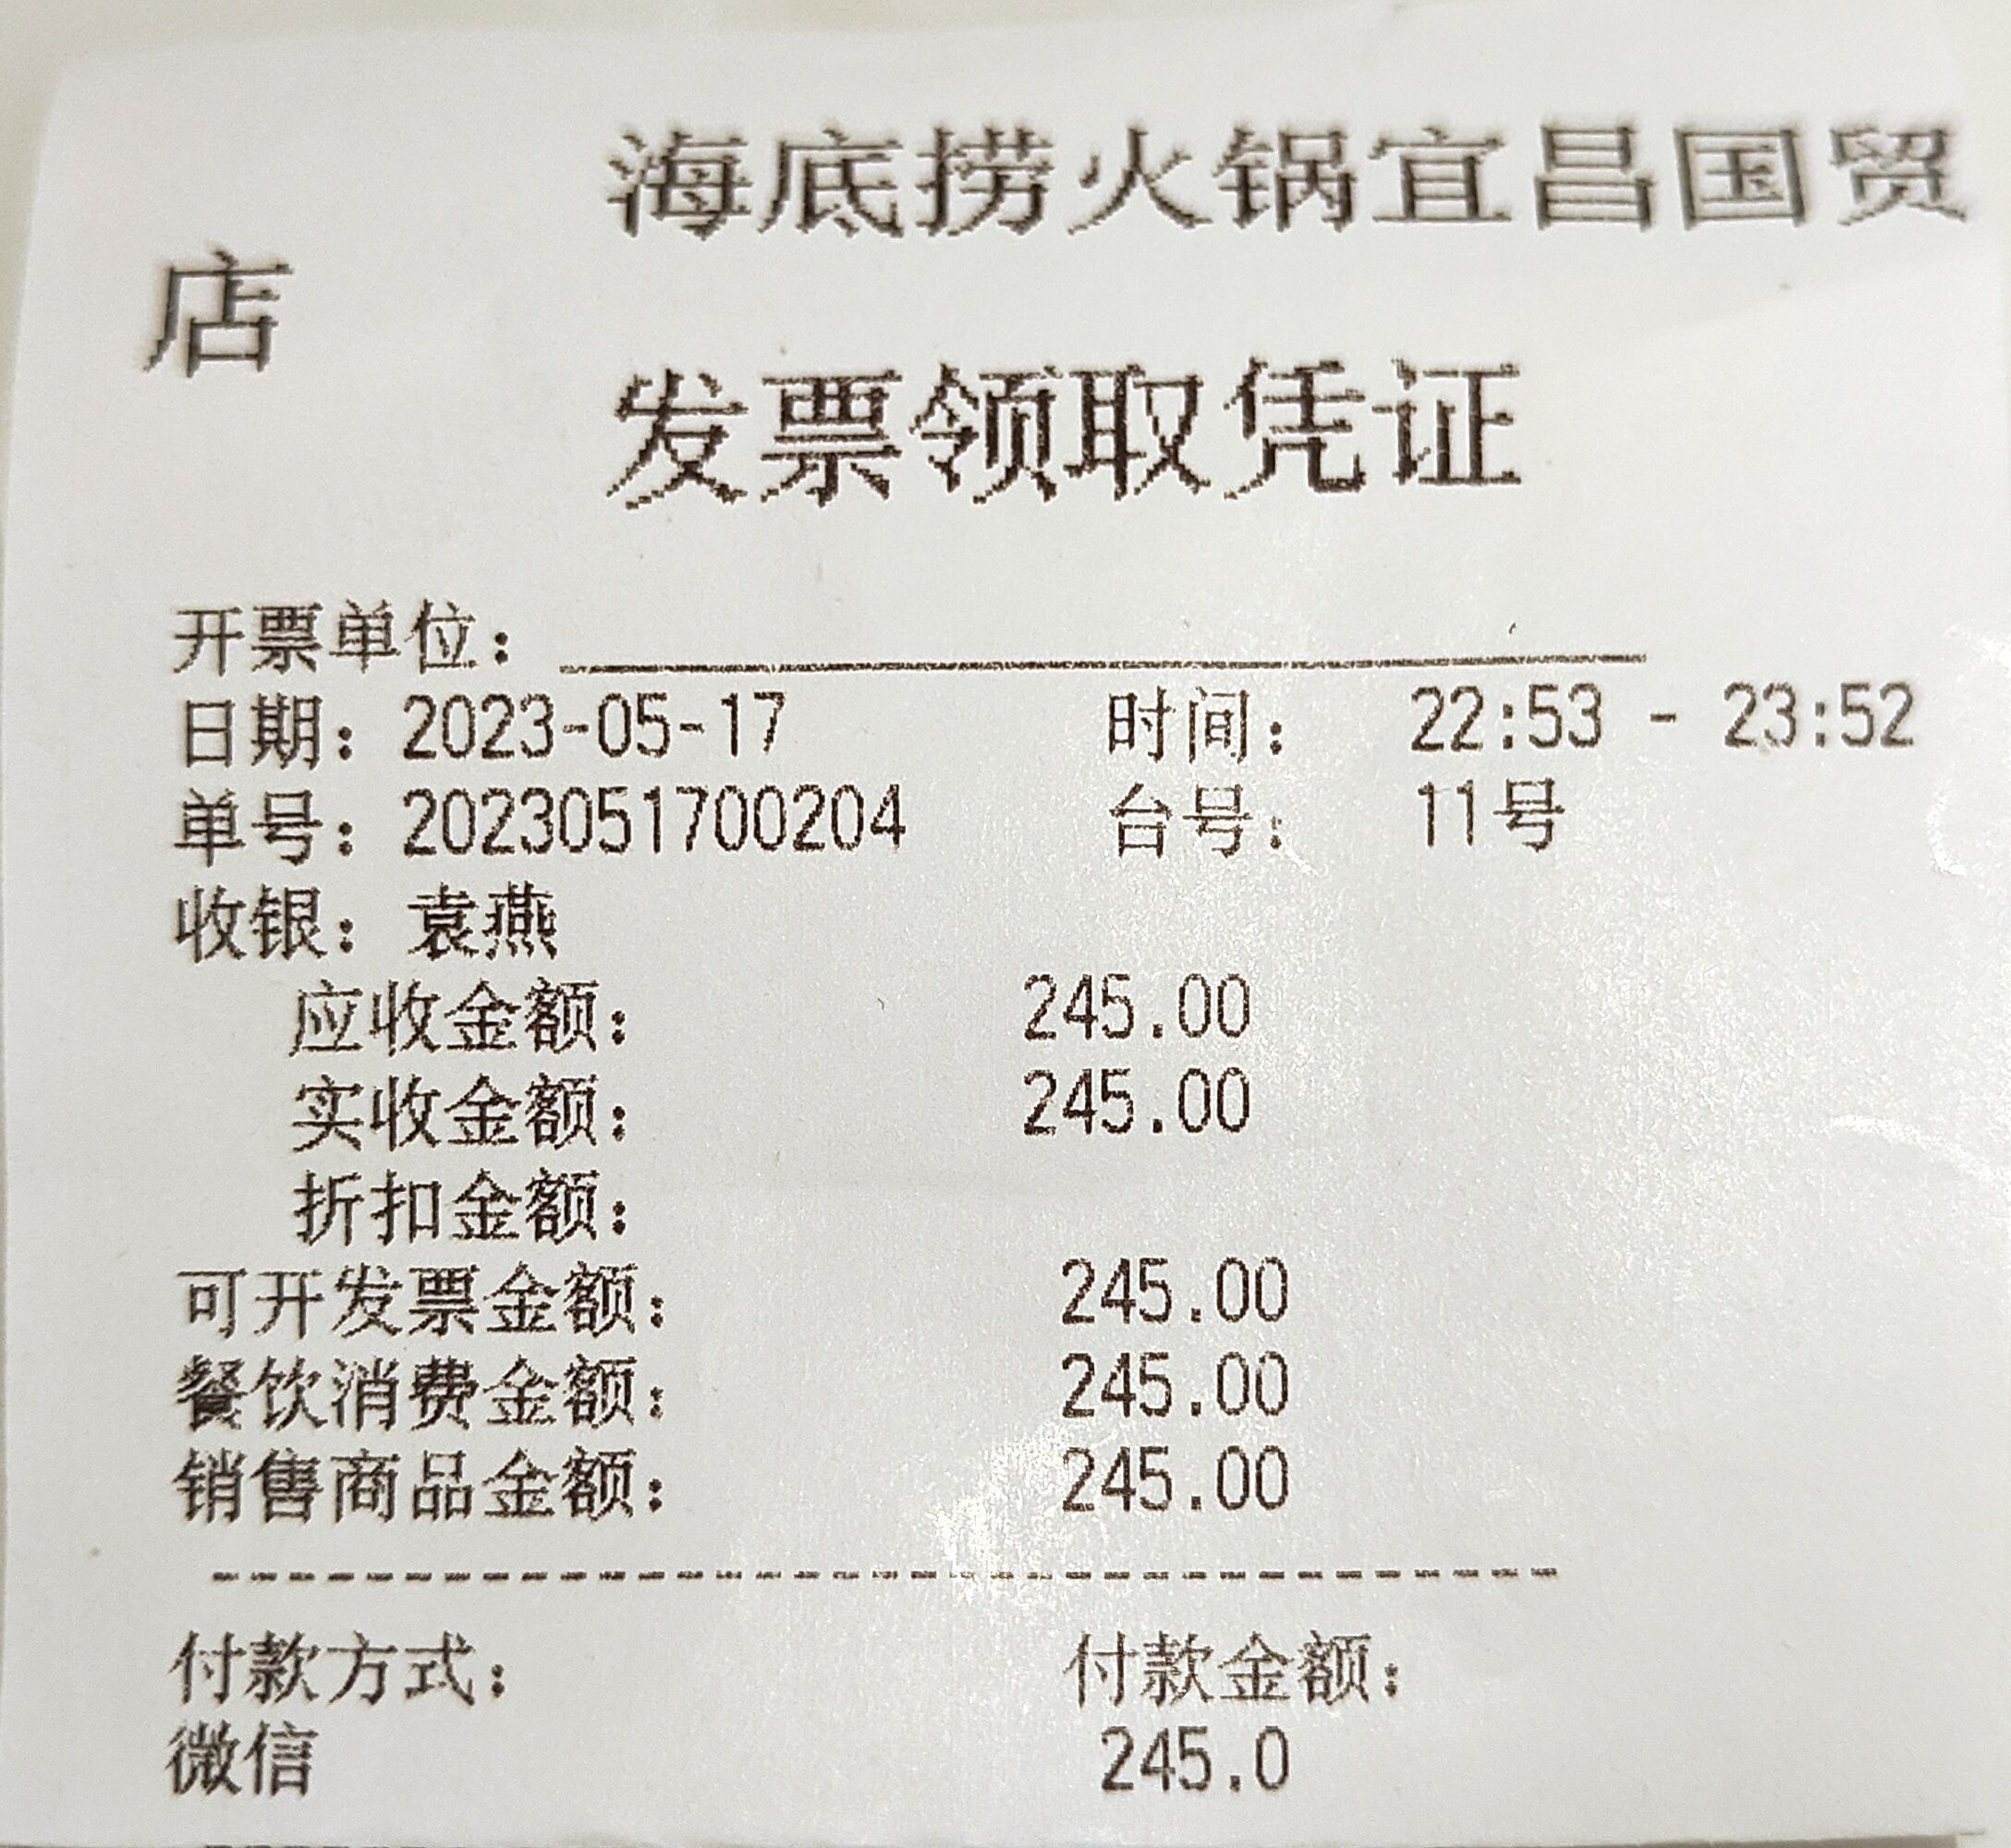 海底捞火锅宜昌国贸
店
发票领取凭证
开票单位：
日期：2023-05-17 时间： 22:53 - 23:52
单号：2023051700204 台号： 11号
收银：袁燕
应收金额： 245.00
实收金额： 245.00
折扣金额：
可开发票金额： 245.00
餐饮消费金额： 245.00
销售商品金额： 245.00
付款方式： 付款金额：
微信 245.0